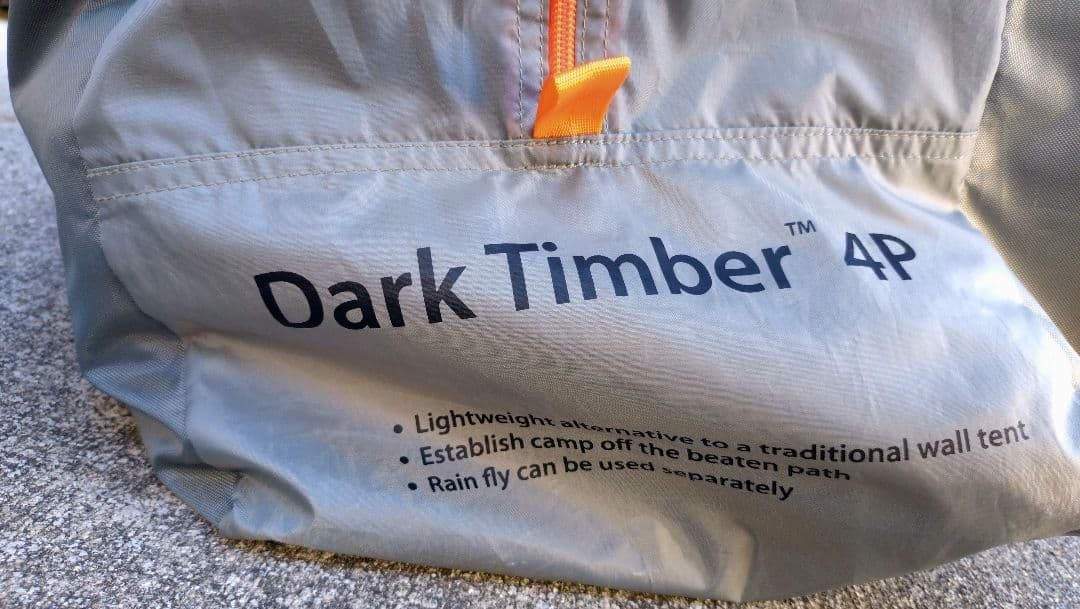 Dark Timber™ 4P
• Lightweight alternative to a traditional wall tent
• Establish camp off the beaten path
• Rain fly can be used separately